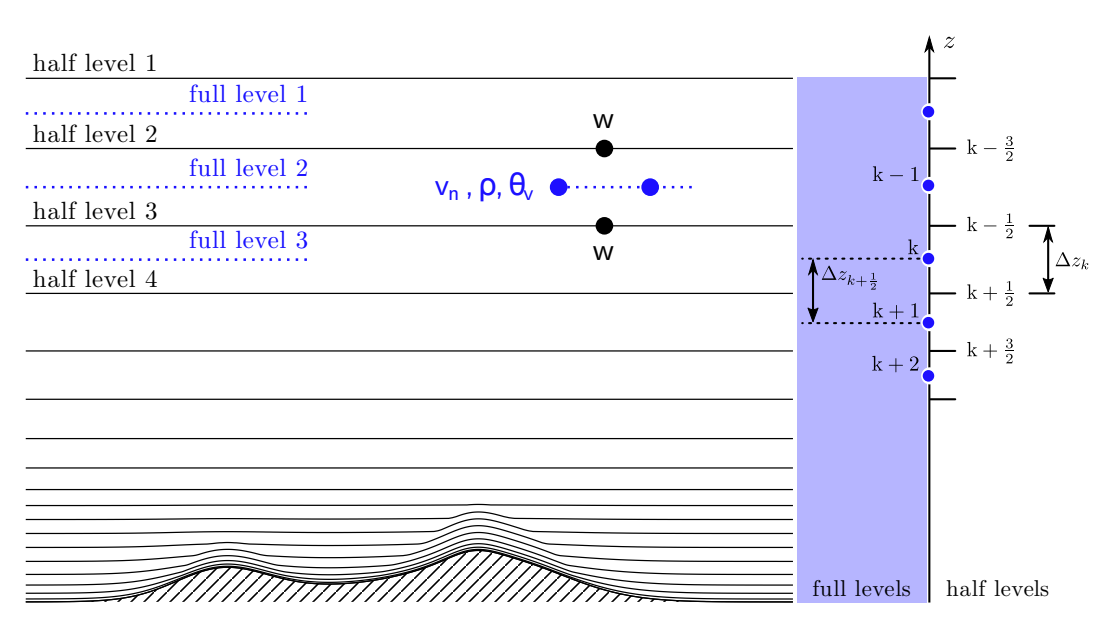 z
half level 1
full level 1
w
half level 2
k − 3/2
full level 2
k − 1
vₙ , ρ, θᵥ
half level 3
k − 1/2
full level 3
w
k
Δzₖ
half level 4
Δz_{k+1/2}
k + 1/2
k + 1
k + 3/2
k + 2
full levels
half levels